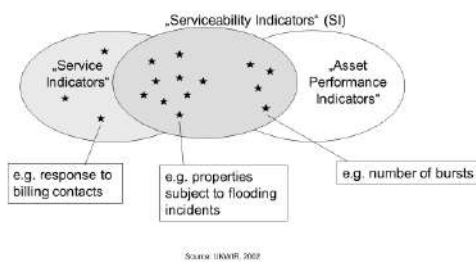 „Serviceability Indicators“ (SI)
„Service
Indicators“
„Asset
Performance
Indicators“
e.g. response to
billing contacts
e.g. properties
subject to flooding
incidents
e.g. number of bursts
Source: UKWIR, 2002